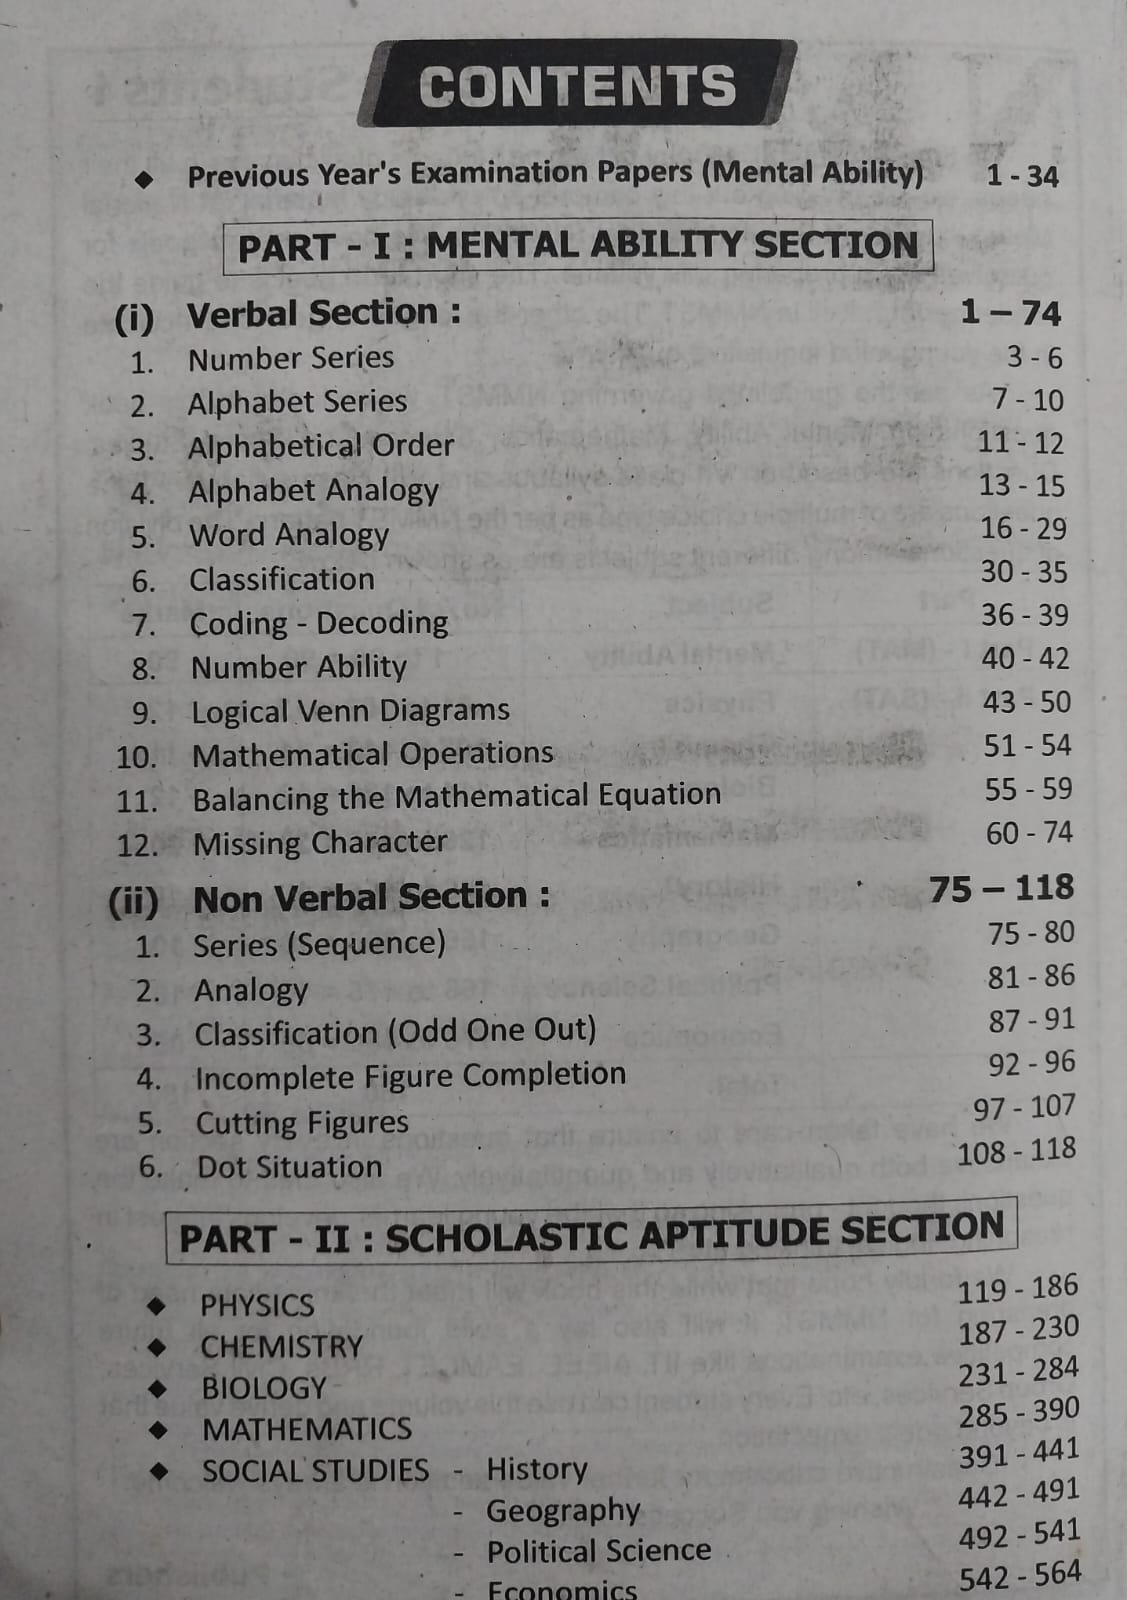 CONTENTS
◆ Previous Year's Examination Papers (Mental Ability) 1 - 34
PART - I : MENTAL ABILITY SECTION
(i) Verbal Section : 1 – 74
1. Number Series 3 - 6
2. Alphabet Series 7 - 10
3. Alphabetical Order 11 - 12
4. Alphabet Analogy 13 - 15
5. Word Analogy 16 - 29
6. Classification 30 - 35
7. Coding - Decoding 36 - 39
8. Number Ability 40 - 42
9. Logical Venn Diagrams 43 - 50
10. Mathematical Operations 51 - 54
11. Balancing the Mathematical Equation 55 - 59
12. Missing Character 60 - 74
(ii) Non Verbal Section : 75 – 118
1. Series (Sequence) 75 - 80
2. Analogy 81 - 86
3. Classification (Odd One Out) 87 - 91
4. Incomplete Figure Completion 92 - 96
5. Cutting Figures 97 - 107
6. Dot Situation 108 - 118
PART - II : SCHOLASTIC APTITUDE SECTION
◆ PHYSICS 119 - 186
◆ CHEMISTRY 187 - 230
◆ BIOLOGY 231 - 284
◆ MATHEMATICS 285 - 390
◆ SOCIAL STUDIES - History 391 - 441
- Geography 442 - 491
- Political Science 492 - 541
- Economics 542 - 564